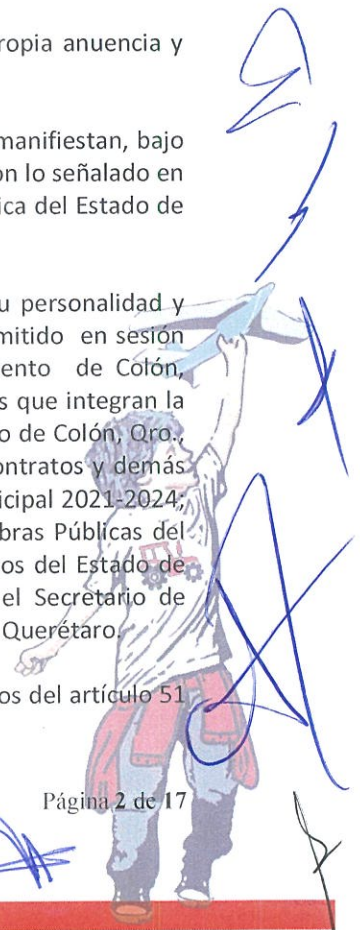 ropia anuencia y
manifiestan, bajo
on lo señalado en
ica del Estado de
u personalidad y
mitido en sesión
ento de Colón,
s que integran la
o de Colón, Qro.,
ontratos y demás
icipal 2021-2024;
bras Públicas del
os del Estado de
el Secretario de
Querétaro.
os del artículo 51
Página 2 de 17